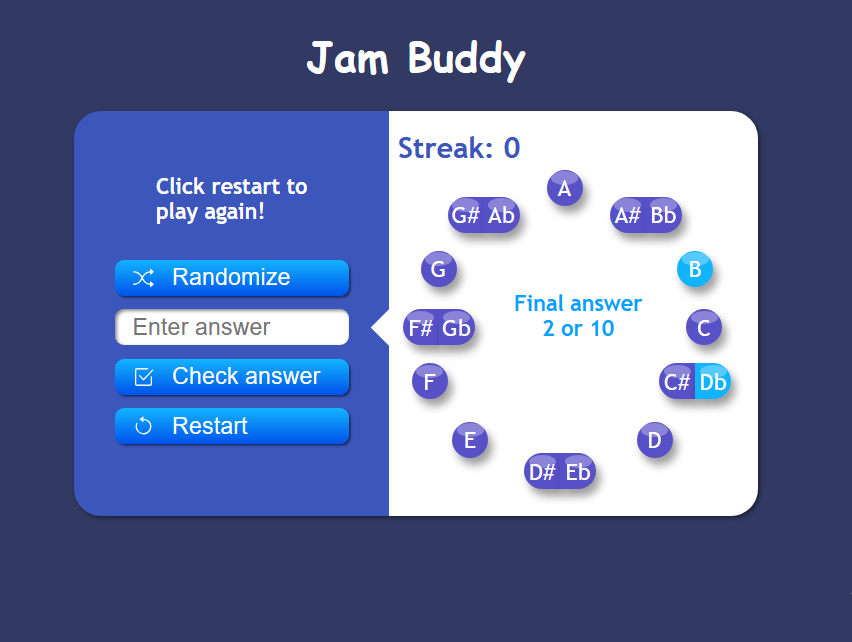 Jam Buddy
Click restart to
play again!
Randomize
Enter answer
Check answer
Restart
Streak: 0
A
G# Ab
A# Bb
G
B
Final answer
2 or 10
F# Gb
C
F
C# Db
E
D
D# Eb